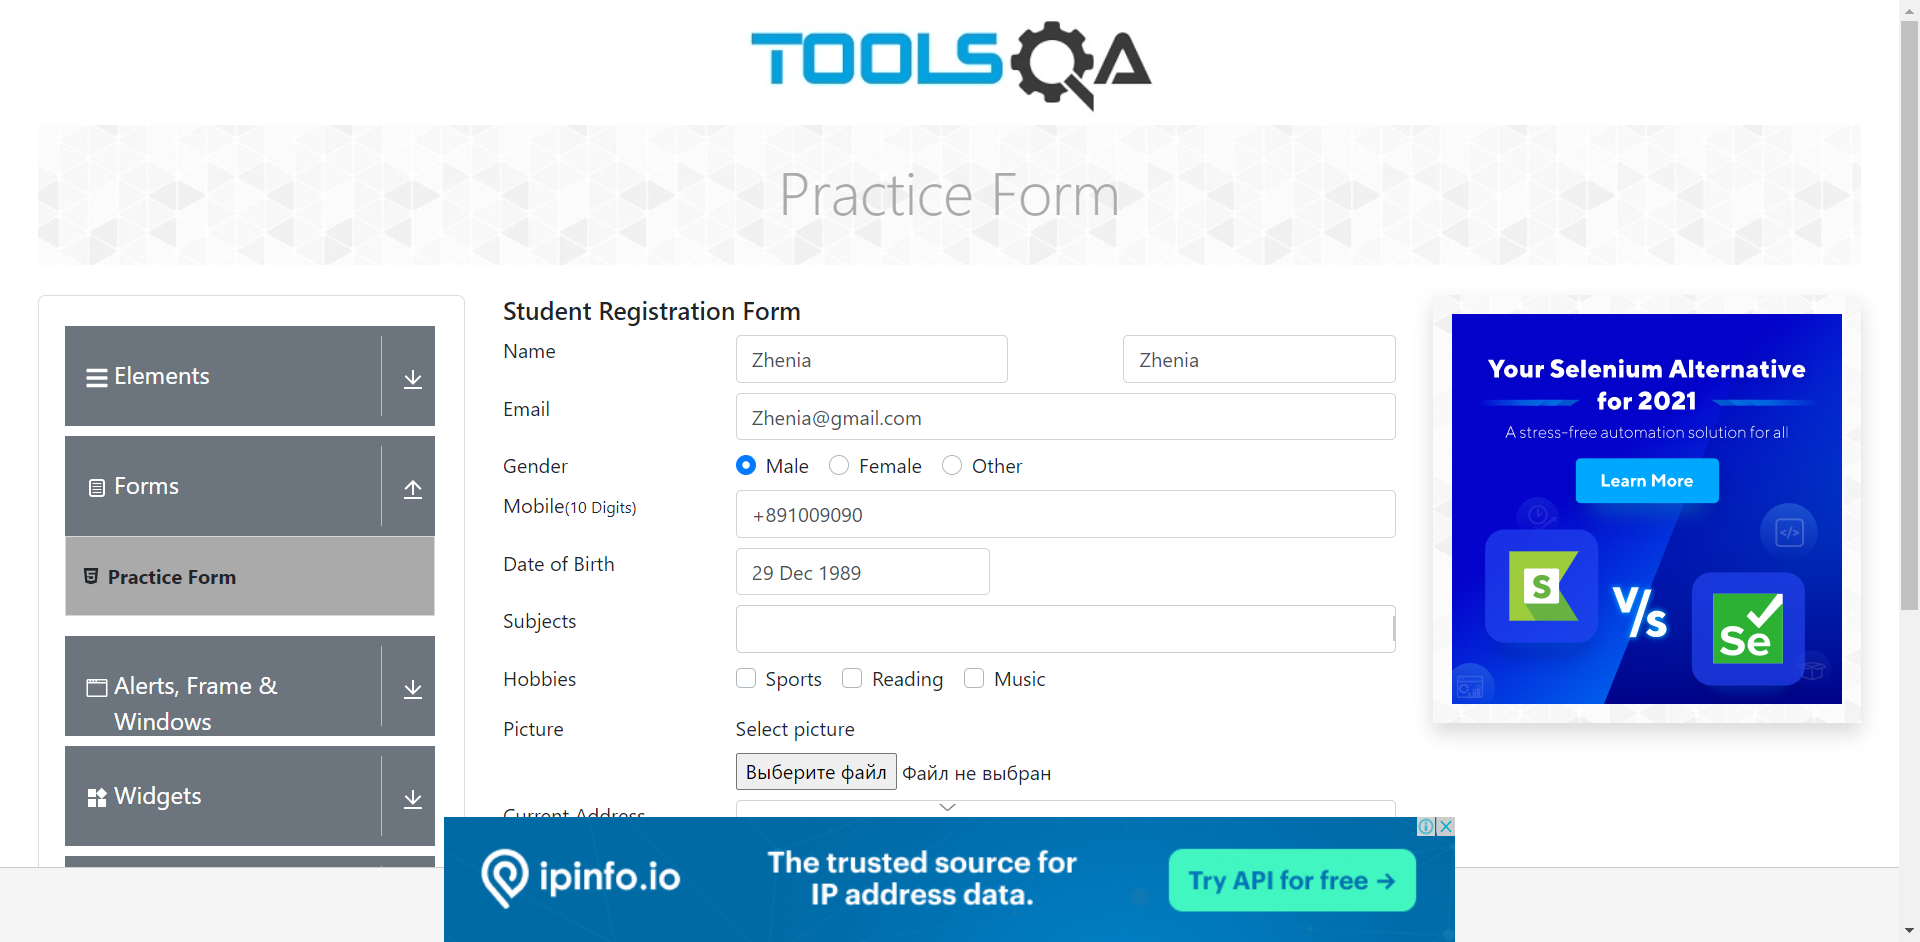 TOOLSQA
Practice Form
Elements
Forms
Practice Form
Alerts, Frame &
Windows
Widgets
Student Registration Form
Name
Zhenia
Zhenia
Email
Zhenia@gmail.com
Gender
Male
Female
Other
Mobile(10 Digits)
+891009090
Date of Birth
29 Dec 1989
Subjects
Hobbies
Sports
Reading
Music
Picture
Select picture
Выберите файл
Файл не выбран
Current Address
Your Selenium Alternative
for 2021
A stress-free automation solution for all
Learn More
S
V/s
Se
ipinfo.io
The trusted source for
IP address data.
Try API for free →